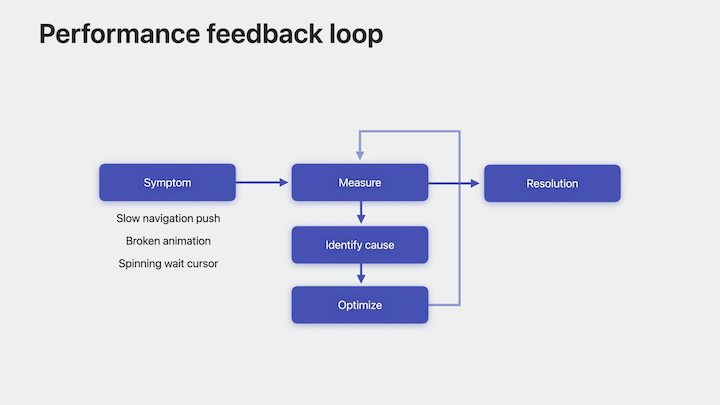 Performance feedback loop
Symptom
Slow navigation push
Broken animation
Spinning wait cursor
Measure
Identify cause
Optimize
Resolution